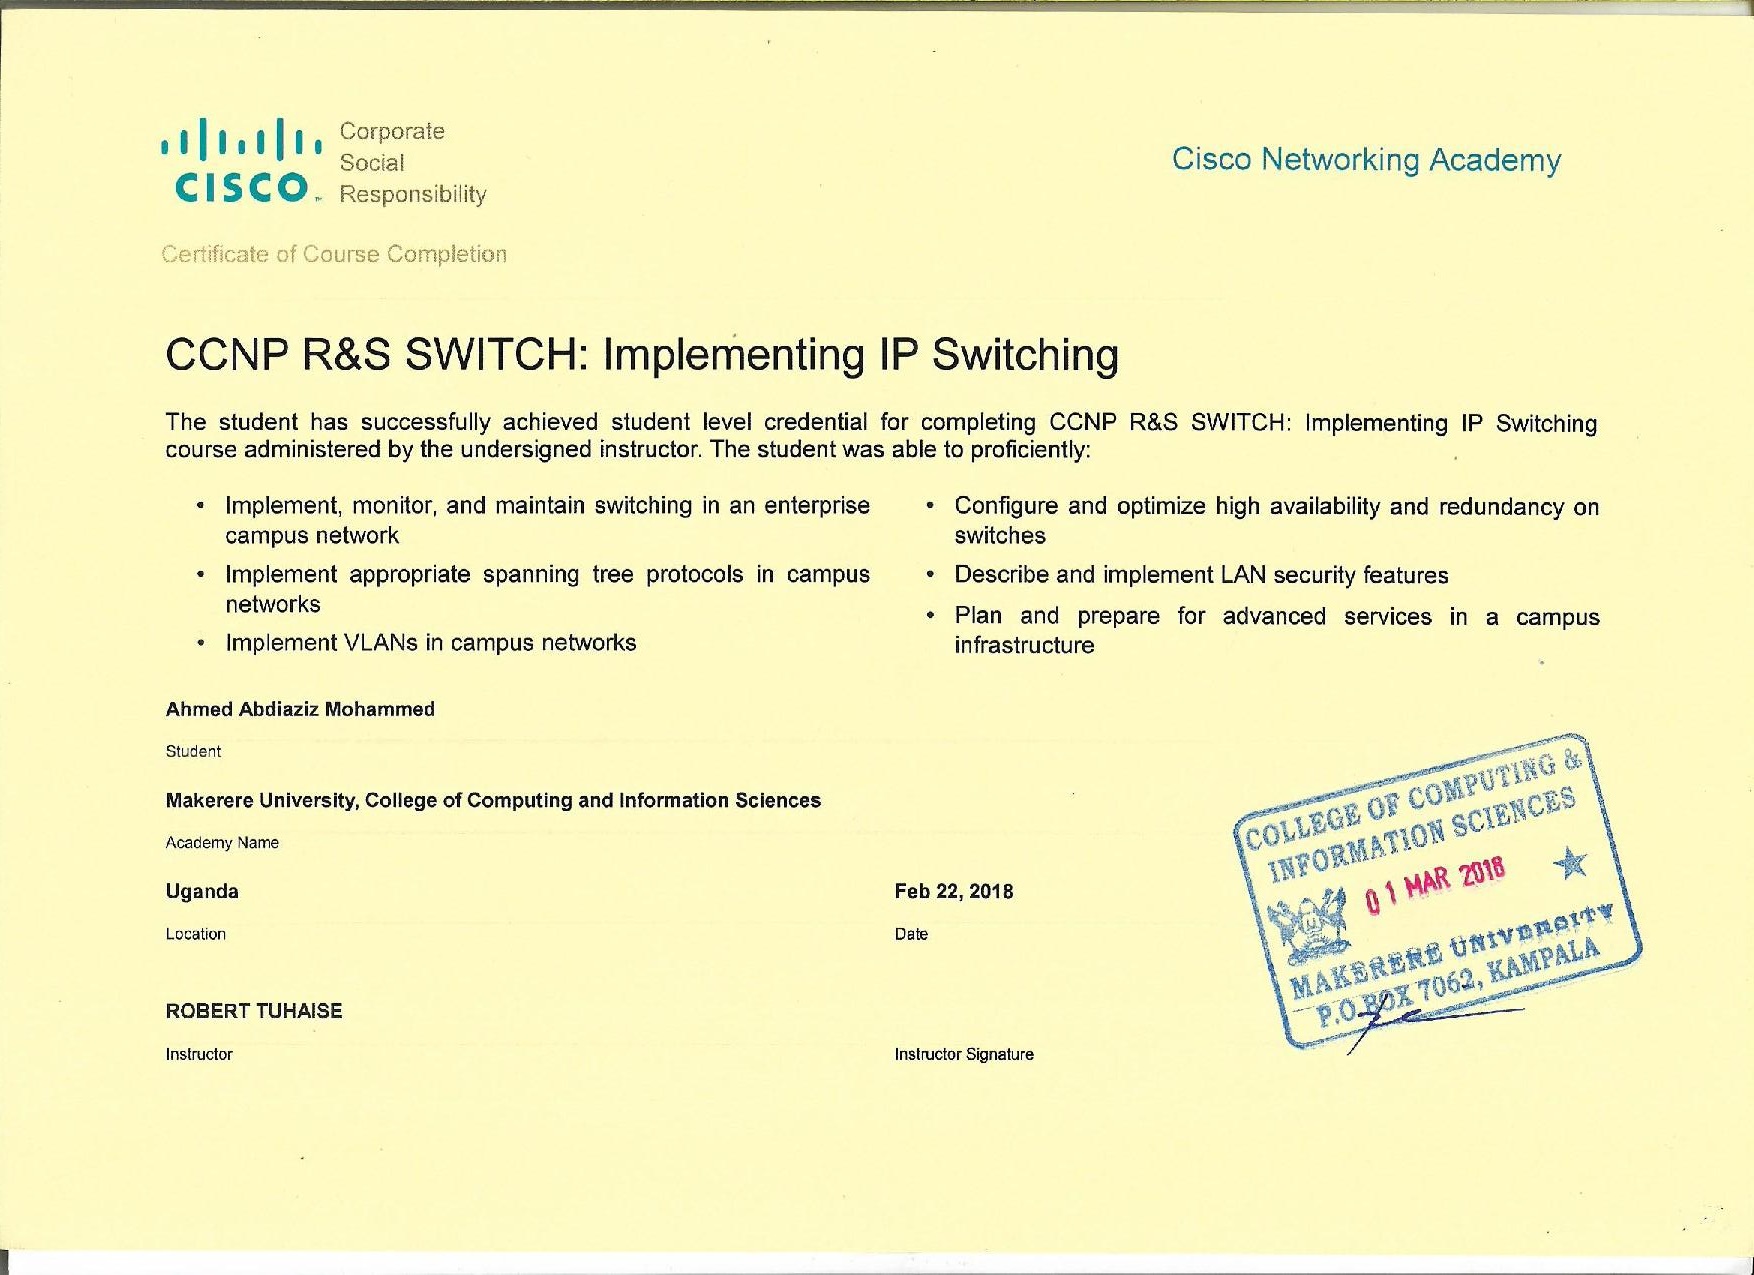 Corporate
Social
CISCO
Responsibility
Cisco Networking Academy
Certificate of Course Completion
CCNP R&S SWITCH: Implementing IP Switching
The student has successfully achieved student level credential for completing CCNP R&S SWITCH: Implementing IP Switching
course administered by the undersigned instructor. The student was able to proficiently:
• Implement, monitor, and maintain switching in an enterprise
campus network
• Implement appropriate spanning tree protocols in campus
networks
• Implement VLANs in campus networks
• Configure and optimize high availability and redundancy on
switches
• Describe and implement LAN security features
• Plan and prepare for advanced services in a campus
infrastructure
Ahmed Abdiaziz Mohammed
Student
Makerere University, College of Computing and Information Sciences
Academy Name
Uganda
Location
Feb 22, 2018
Date
ROBERT TUHAISE
Instructor
Instructor Signature
COLLEGE OF COMPUTING &
INFORMATION SCIENCES
01 MAR 2018
MAKERERE UNIVERSITY
P.O.BOX 7062, KAMPALA